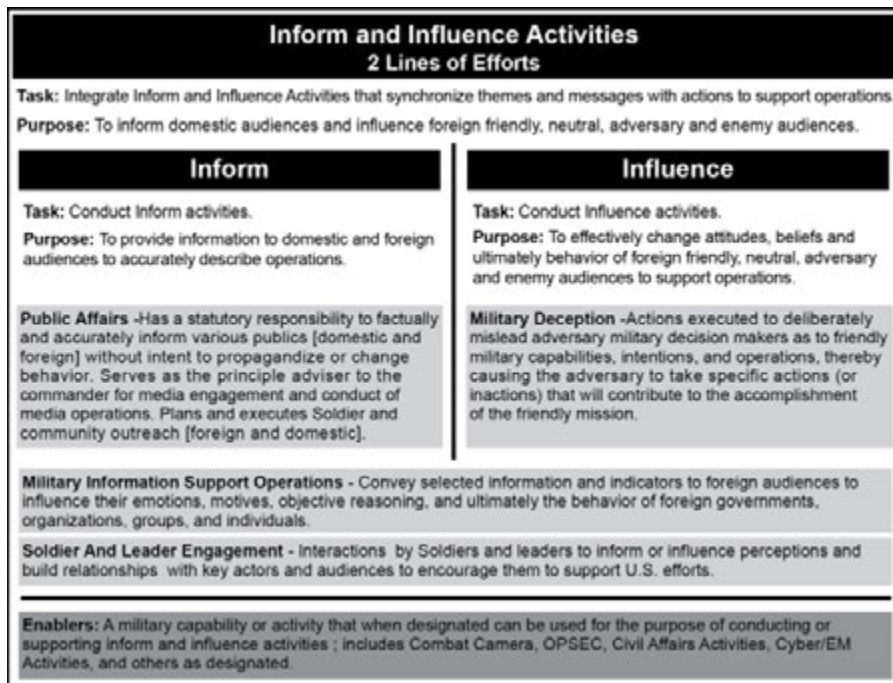 Inform and Influence Activities
2 Lines of Efforts
Task: Integrate Inform and Influence Activities that synchronize themes and messages with actions to support operations
Purpose: To inform domestic audiences and influence foreign friendly, neutral, adversary and enemy audiences.
Inform
Task: Conduct Inform activities.
Purpose: To provide information to domestic and foreign
audiences to accurately describe operations.
Public Affairs -Has a statutory responsibility to factually
and accurately inform various publics [domestic and
foreign] without intent to propagandize or change
behavior. Serves as the principle adviser to the
commander for media engagement and conduct of
media operations. Plans and executes Soldier and
community outreach [foreign and domestic].
Influence
Task: Conduct Influence activities.
Purpose: To effectively change attitudes, beliefs and
ultimately behavior of foreign friendly, neutral, adversary
and enemy audiences to support operations.
Military Deception -Actions executed to deliberately
mislead adversary military decision makers as to friendly
military capabilities, intentions, and operations, thereby
causing the adversary to take specific actions (or
inactions) that will contribute to the accomplishment
of the friendly mission.
Military Information Support Operations - Convey selected information and indicators to foreign audiences to
influence their emotions, motives, objective reasoning, and ultimately the behavior of foreign governments,
organizations, groups, and individuals.
Soldier And Leader Engagement - Interactions by Soldiers and leaders to inform or influence perceptions and
build relationships with key actors and audiences to encourage them to support U.S. efforts.
Enablers: A military capability or activity that when designated can be used for the purpose of conducting or
supporting inform and influence activities ; includes Combat Camera, OPSEC, Civil Affairs Activities, Cyber/EM
Activities, and others as designated.